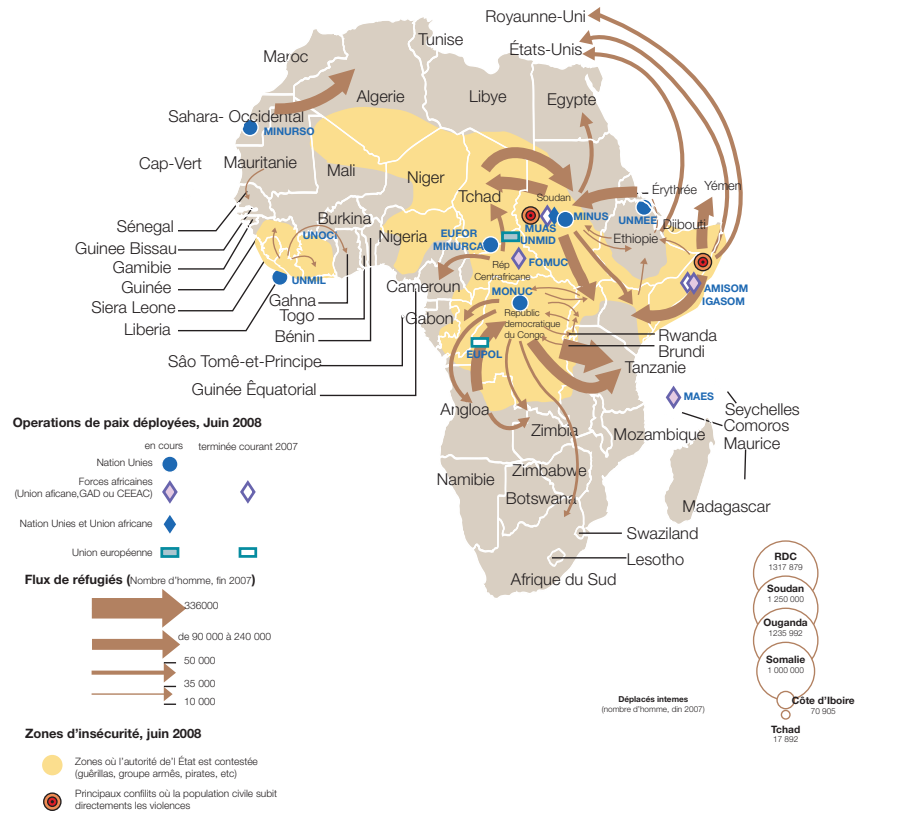 Royaunne-Uni
États-Unis
Tunise
Maroc
Algerie
Libye
Egypte
Sahara- Occidental
MINURSO
Cap-Vert
Mauritanie
Mali
Niger
Tchad
Soudan
Érythrée
Yémen
MINUS
UNMEE
MUAS
UNMID
Djibouti
Ethiopie
Sénegal
Guinee Bissau
Gamibie
Guinée
Siera Leone
Liberia
Burkina
UNOCI
UNMIL
Nigeria
EUFOR
MINURCA
FOMUC
Rép
Centrafricane
Cameroun
MONUC
AMISOM
IGASOM
Gahna
Togo
Bénin
Gabon
Republic
democratique
du Congo
EUPOL
Rwanda
Brundi
Tanzanie
Sâo Tomê-et-Principe
Guinée Êquatorial
Angloa
MAES
Seychelles
Comoros
Maurice
Zimbia
Mozambique
Namibie
Zimbabwe
Botswana
Madagascar
Swaziland
Lesotho
Afrique du Sud
Operations de paix déployées, Juin 2008
en cours
terminée courant 2007
Nation Unies
Forces africaines
(Union aficane,GAD ou CEEAC)
Nation Unies et Union africane
Union européenne
Flux de réfugiés (Nombre d'homme, fin 2007)
336000
de 90 000 à 240 000
50 000
35 000
10 000
Zones d'insécurité, juin 2008
Zones où l'autorité de'l État est contestée
(guêrillas, groupe armês, pirates, etc)
Principaux confilits où la population civile subit
directements les violences
Déplacés internes
(nombre d'homme, din 2007)
RDC
1317 879
Soudan
1 250 000
Ouganda
1235 992
Somalie
1 000 000
Côte d'Iboire
70 905
Tchad
17 892